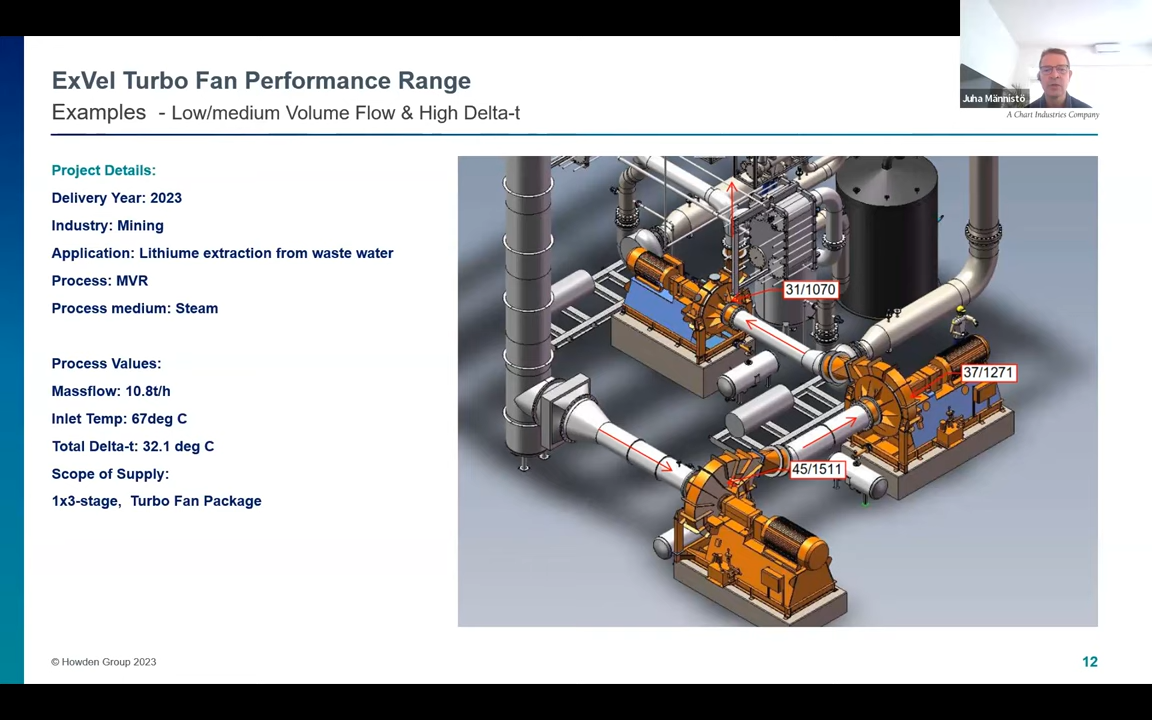 ExVel Turbo Fan Performance Range
Examples - Low/medium Volume Flow & High Delta-t
Juha Männistö
A Chart Industries Company
Project Details:
Delivery Year: 2023
Industry: Mining
Application: Lithiume extraction from waste water
Process: MVR
Process medium: Steam
Process Values:
Massflow: 10.8t/h
Inlet Temp: 67deg C
Total Delta-t: 32.1 deg C
Scope of Supply:
1x3-stage, Turbo Fan Package
31/1070
37/1271
45/1511
© Howden Group 2023
12